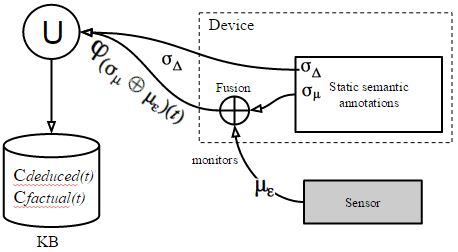 Device
U
σΔ
φ(σμ ⊕ με)(t)
Fusion
σΔ
σμ
Static semantic
annotations
monitors
με
Sensor
Cdeduced(t)
Cfactual(t)
KB